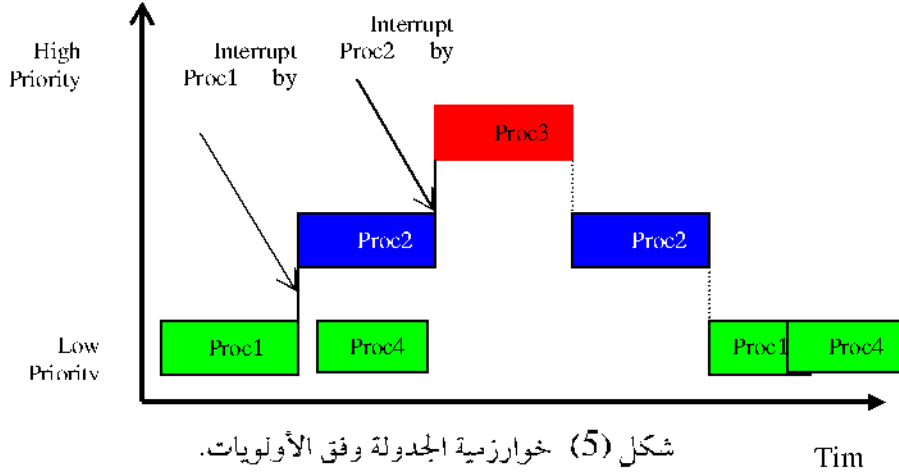 High
Priority
Interrupt
Proc1 by
Interrupt
Proc2 by
Proc3
Proc2
Proc2
Low
Priority
Proc1
Proc4
Proc1
Proc4
شكل (5) خوارزمية الجدولة وفق الأولويات.
Tim